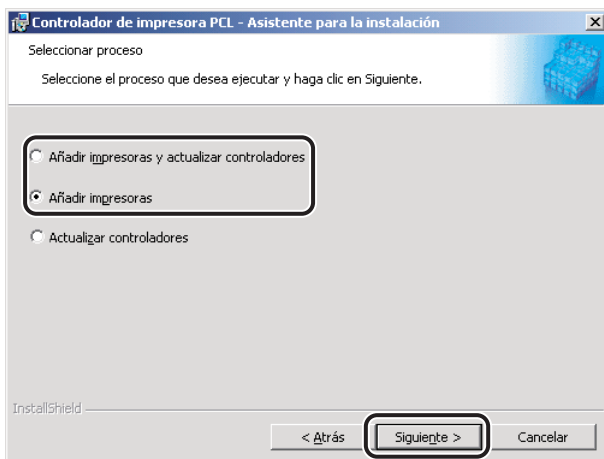 Controlador de impresora PCL - Asistente para la instalación
Seleccionar proceso
Seleccione el proceso que desea ejecutar y haga clic en Siguiente.
Añadir impresoras y actualizar controladores
Añadir impresoras
Actualizar controladores
InstallShield
< Atrás Siguiente > Cancelar